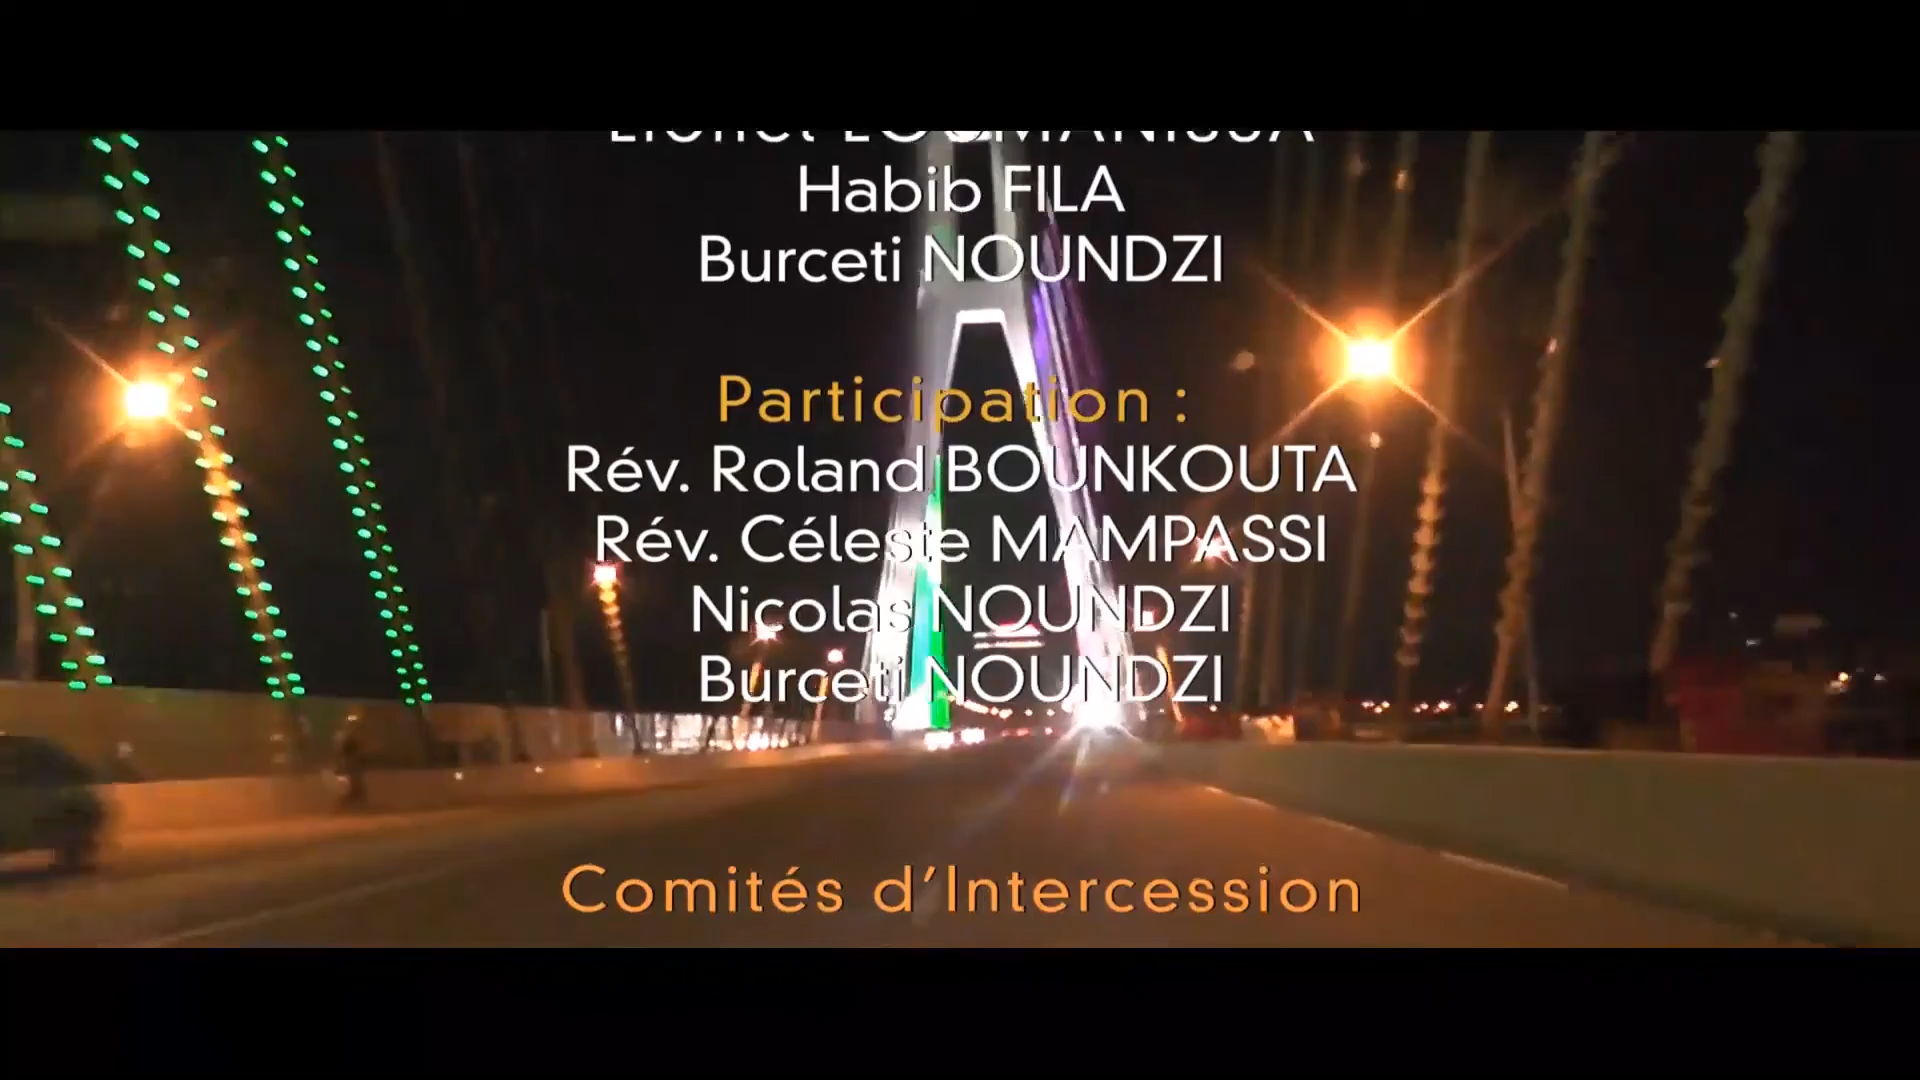 Habib FILA
Burceti NOUNDZI
Participation :
Rév. Roland BOUNKOUTA
Rév. Céleste MAMPASSI
Nicolas NOUNDZI
Burceti NOUNDZI
Comités d’Intercession